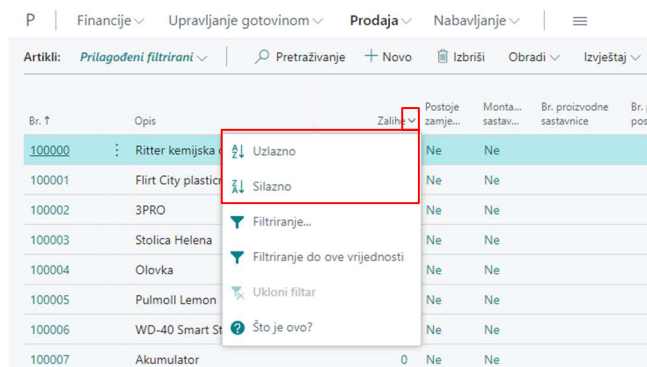 P Financije Upravljanje gotovinom Prodaja Nabavljanje
Artikli: Prilagođeni filtrirani Pretraživanje + Novo Izbriši Obradi Izvještaj
Br. ↑ Opis Zalihe Postoje zamje... Monta... sastav... Br. proizvodne sastavnice Br.
100000 Ritter kemijska Ne Ne
100001 Flirt City Ne Ne
100002 3PRO Ne Ne
100003 Stolica Helena Ne Ne
100004 Olovka Ne Ne
100005 Pulmoll Lemon Ne Ne
100006 WD-40 Smart Ne Ne
100007 Akumulator 0 Ne Ne
Uzlazno
Silazno
Filtriranje...
Filtriranje do ove vrijednosti
Ukloni filtar
Što je ovo?